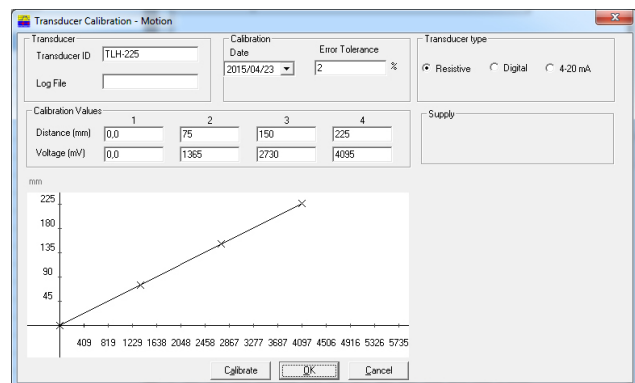 Transducer Calibration - Motion
Transducer
Transducer ID TLH-225
Log File
Calibration
Date Error Tolerance
2015/04/23 2 %
Transducer type
Resistive Digital 4-20 mA
Calibration Values
1 2 3 4
Distance (mm) 0,0 75 150 225
Voltage (mV) 0,0 1365 2730 4095
Supply
mm
225
180
135
90
45
409 819 1229 1638 2048 2458 2867 3277 3687 4097 4506 4916 5326 5735
Calibrate OK Cancel